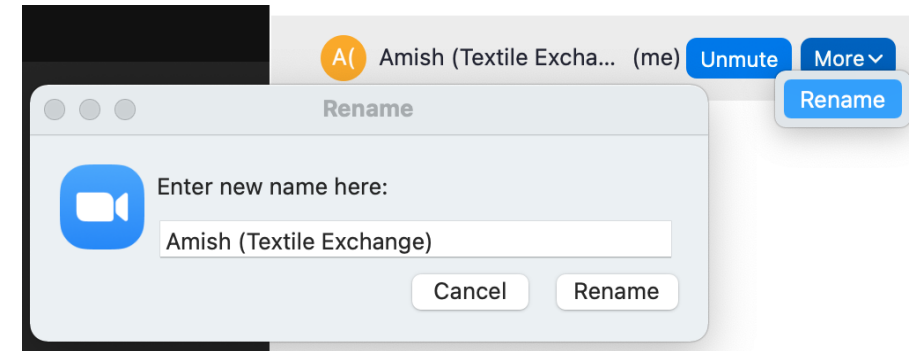 A( Amish (Textile Excha... (me) Unmute More
Rename
Rename
Enter new name here:
Amish (Textile Exchange)
Cancel Rename